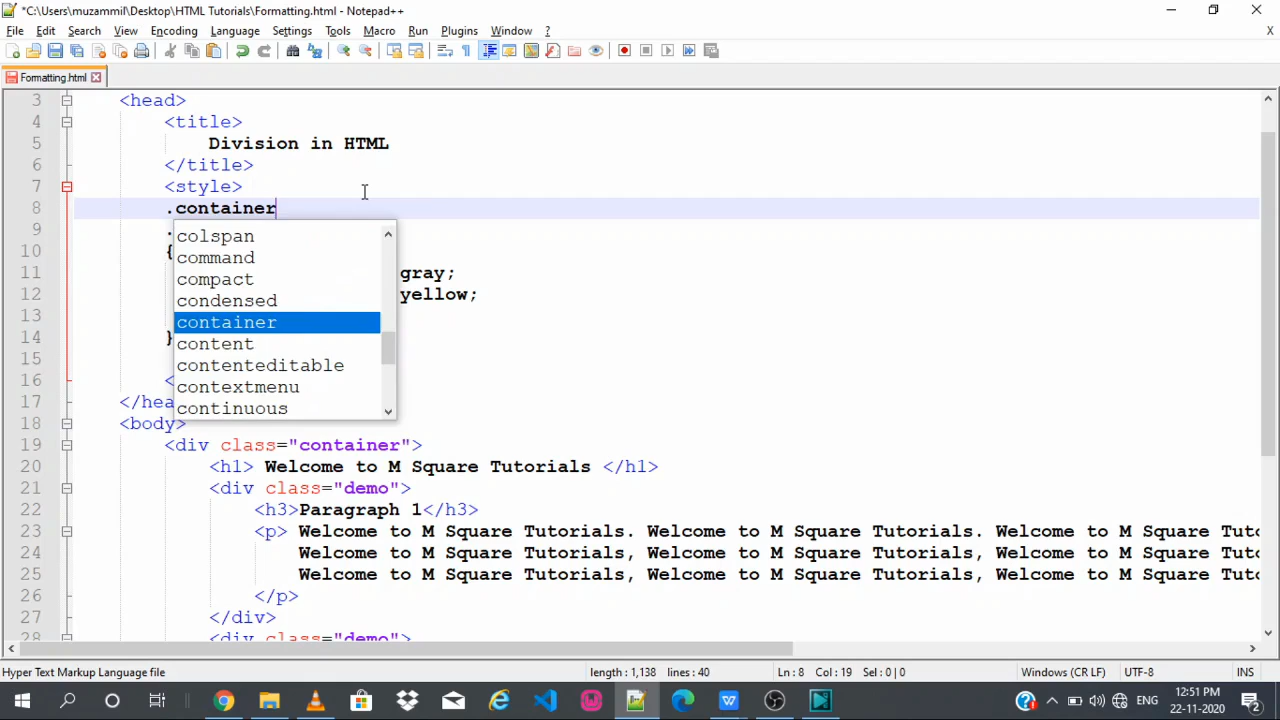 *C:\Users\muzammil\Desktop\HTML Tutorials\Formatting.html - Notepad++
File Edit Search View Encoding Language Settings Tools Macro Run Plugins Window ? X
Formatting.html
3 <head>
4 <title>
5 Division in HTML
6 </title>
7 <style>
8 .container
9 .
10 {
11 gray;
12 yellow;
13
14 }
15
16 <
17 </hea
18 <body>
colspan
command
compact
condensed
container
content
contenteditable
contextmenu
continuous
19 <div class="container">
20 <h1> Welcome to M Square Tutorials </h1>
21 <div class="demo">
22 <h3>Paragraph 1</h3>
23 <p> Welcome to M Square Tutorials. Welcome to M Square Tutorials. Welcome to M Square Tuto
24 Welcome to M Square Tutorials, Welcome to M Square Tutorials, Welcome to M Square Tuto
25 Welcome to M Square Tutorials, Welcome to M Square Tutorials, Welcome to M Square Tuto
26 </p>
27 </div>
28 <div class="demo">
Hyper Text Markup Language file length : 1,138 lines : 40 Ln : 8 Col : 19 Sel : 0 | 0 Windows (CR LF) UTF-8 INS
ENG 12:51 PM
22-11-2020 2